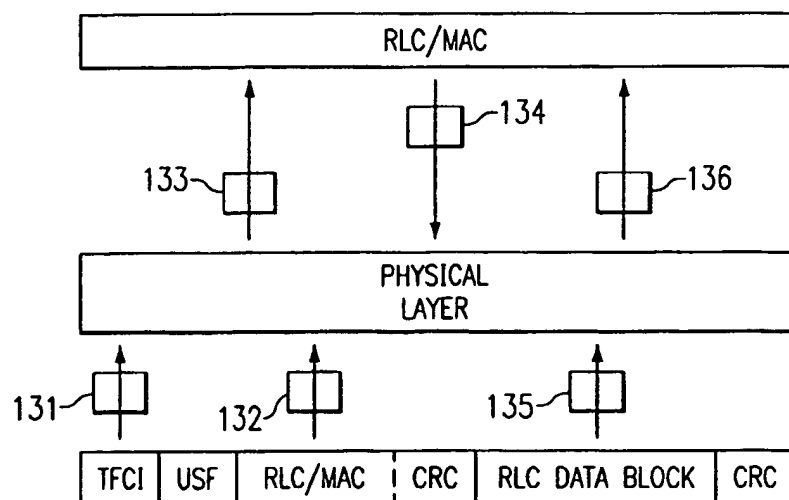 RLC/MAC
134
133
136
PHYSICAL
LAYER
131
132
135
TFCI USF RLC/MAC CRC RLC DATA BLOCK CRC